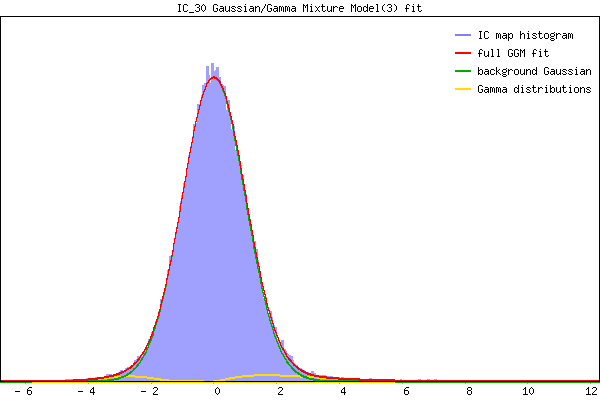 IC_30 Gaussian/Gamma Mixture Model(3) fit
IC map histogram
full GGM fit
background Gaussian
Gamma distributions
-6 -4 -2 0 2 4 6 8 10 12